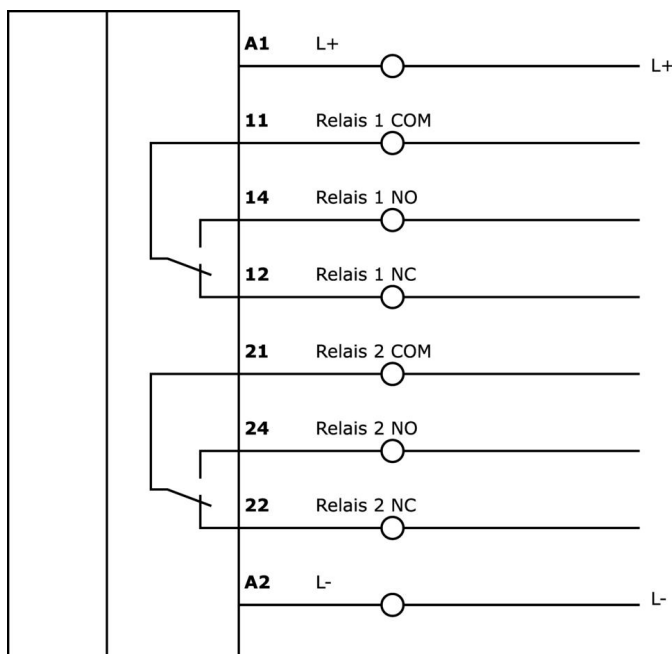 A1 L+
L+
11 Relais 1 COM
14 Relais 1 NO
12 Relais 1 NC
21 Relais 2 COM
24 Relais 2 NO
22 Relais 2 NC
A2 L-
L-